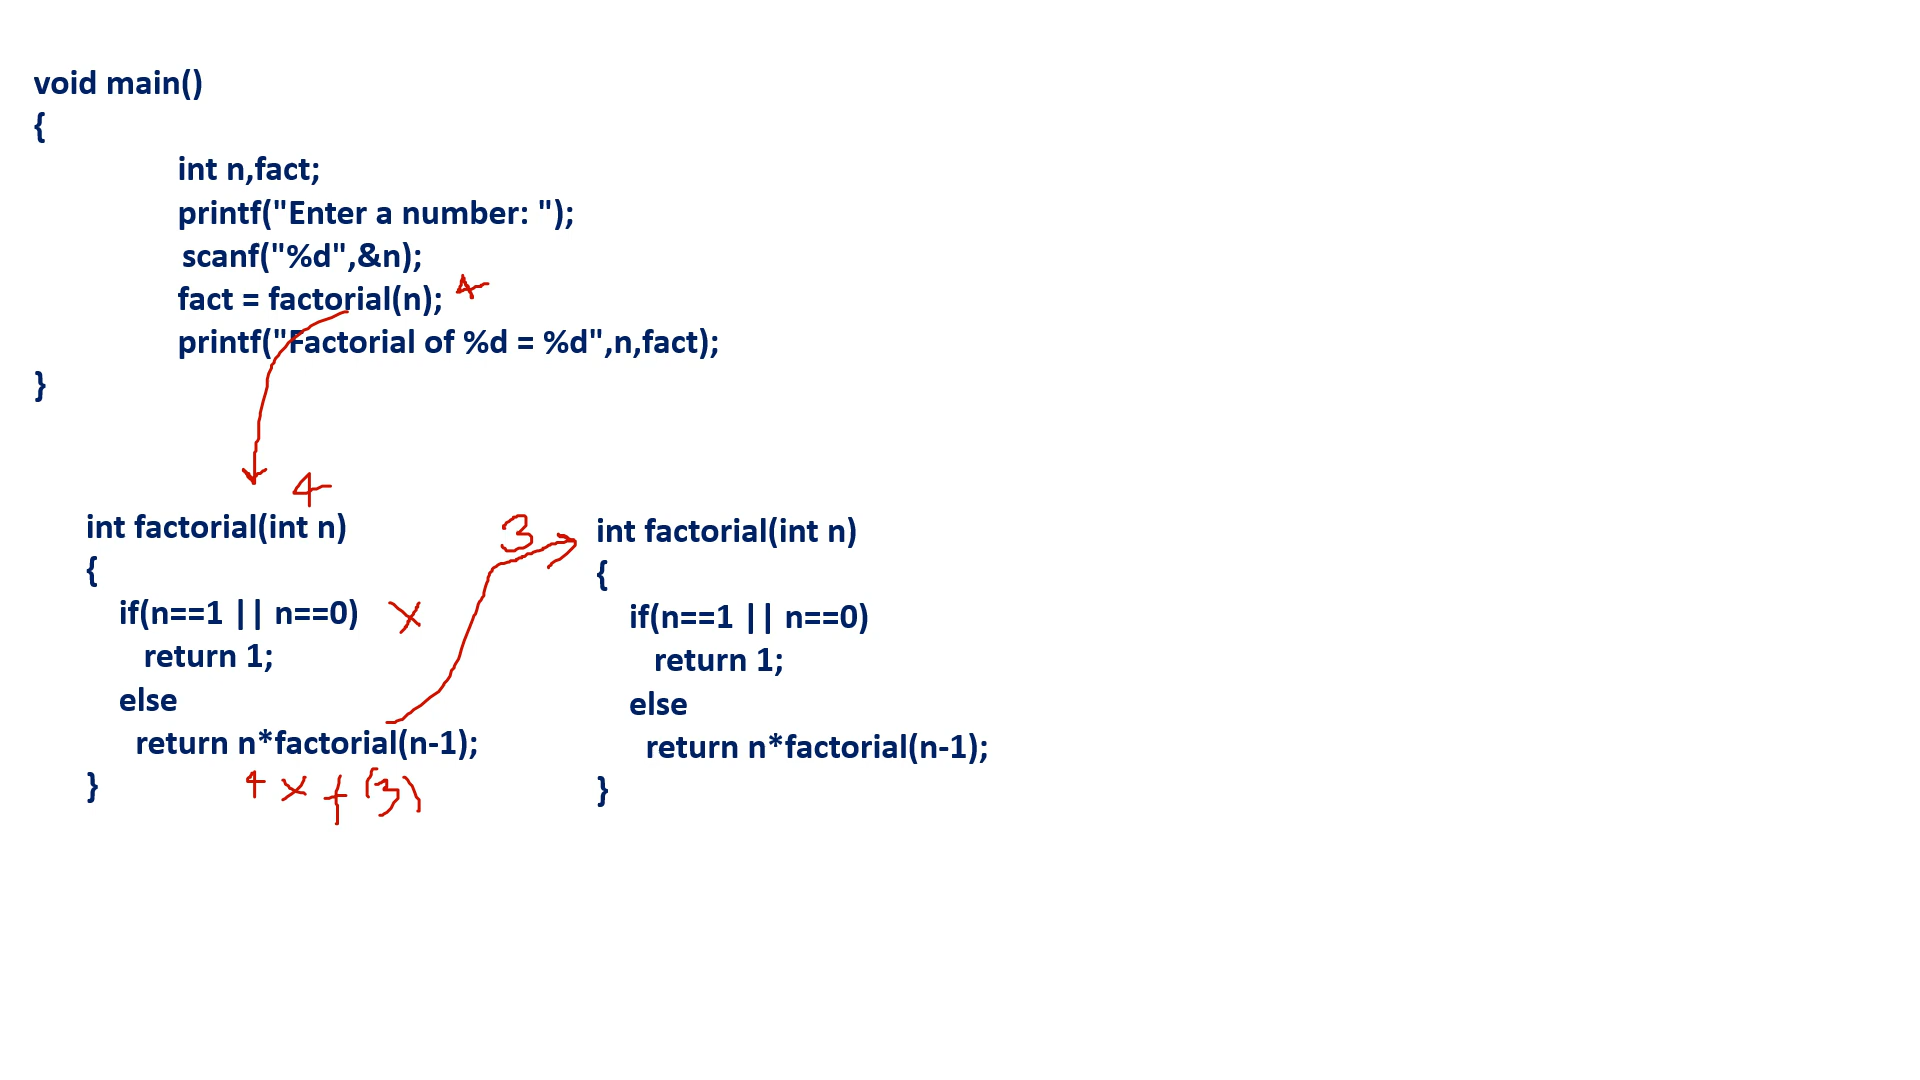 void main()
{
int n,fact;
printf("Enter a number: ");
scanf("%d",&n);
fact = factorial(n); 4
printf("Factorial of %d = %d",n,fact);
}
4
int factorial(int n)
{
if(n==1 || n==0) x
return 1;
else
return n*factorial(n-1);
}
4 x f(3)
3
int factorial(int n)
{
if(n==1 || n==0)
return 1;
else
return n*factorial(n-1);
}